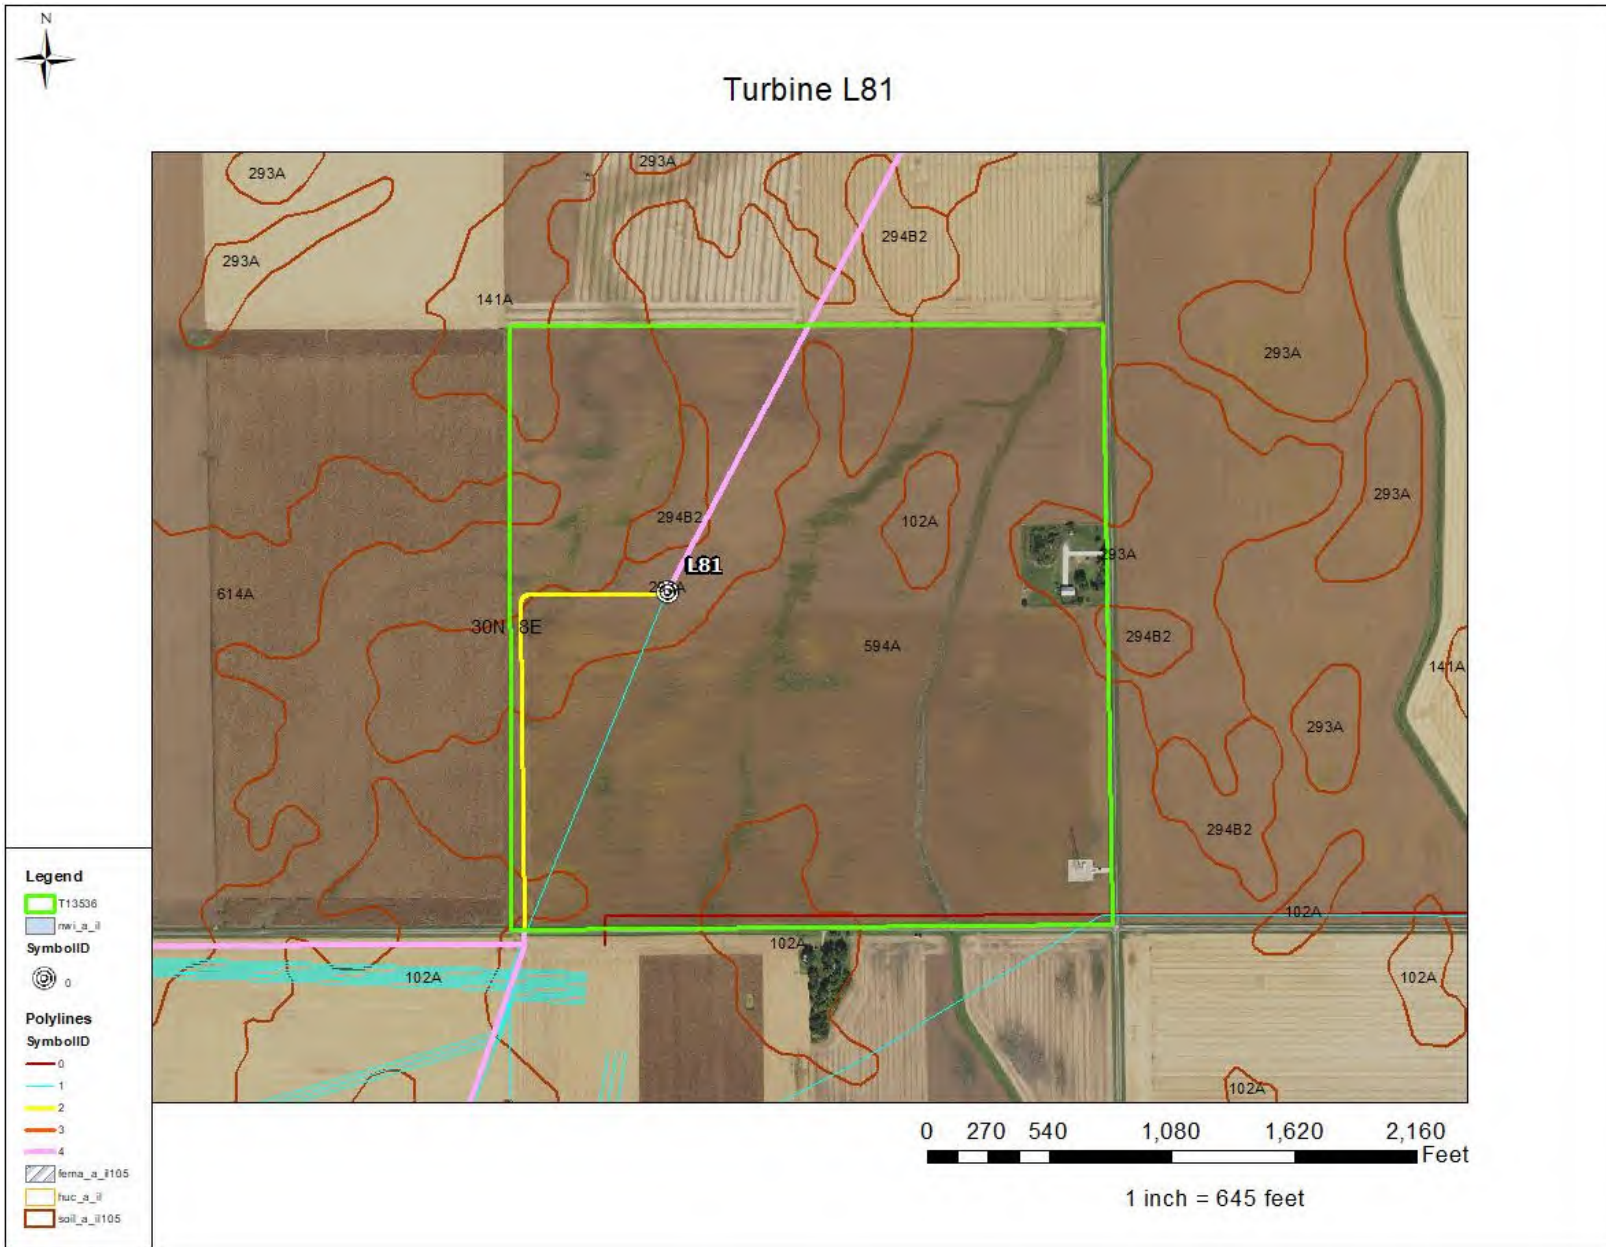 N
Turbine L81
293A
293A
294B2
293A
141A
293A
293A
294B2
102A
293A
L81
614A
30N 8E
294B2
594A
141A
293A
294B2
102A
102A
102A
102A
102A
Legend
T13536
nwi_a_il
SymbolID
0
Polylines
SymbolID
0
1
2
3
4
fema_a_il105
huc_a_il
soil_a_il105
0 270 540 1,080 1,620 2,160
Feet
1 inch = 645 feet